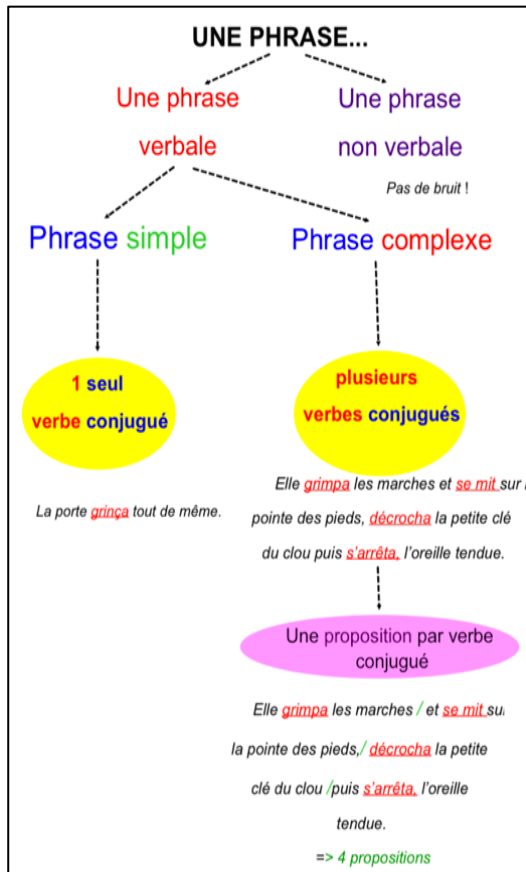 UNE PHRASE...
Une phrase
verbale
Une phrase
non verbale
Pas de bruit !
Phrase simple
Phrase complexe
1 seul
verbe conjugué
plusieurs
verbes conjugués
La porte grinça tout de même.
Elle grimpa les marches et se mit sur
pointe des pieds, décrocha la petite clé
du clou puis s'arrêta, l'oreille tendue.
Une proposition par verbe
conjugué
Elle grimpa les marches / et se mit sur
la pointe des pieds,/ décrocha la petite
clé du clou /puis s'arrêta, l'oreille
tendue.
=> 4 propositions